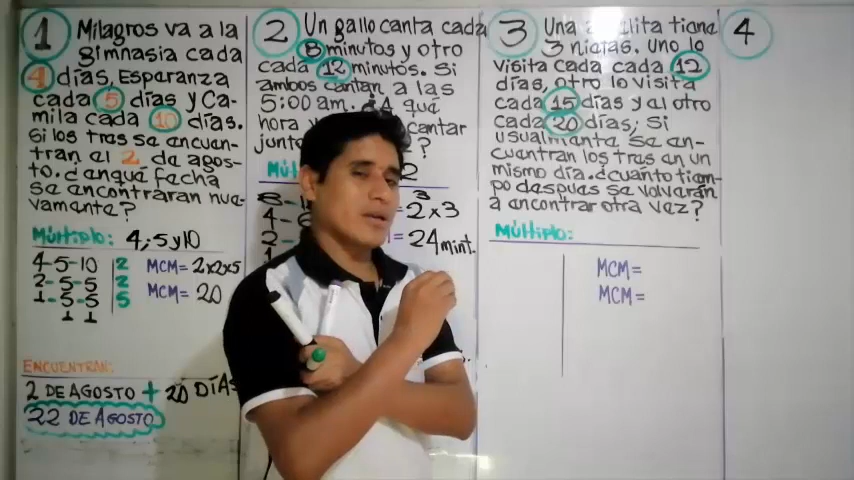 1 Milagros va a la
gimnasia cada
4 días, Esperanza
cada 5 días y Ca-
mila cada 10 días.
Si los tres se encuen-
tran el 2 de agos-
to. ¿en qué fecha
se encontraran nue-
vamente?
Múltiplo: 4, 5 y 10
4-5-10 | 2
2-5-5 | 2
1-5-5 | 5
1 1
MCM= 2x2x5
MCM= 20
ENCUENTRAN:
2 DE AGOSTO + 20 DÍAS
22 DE AGOSTO
2 Un gallo canta cada
8 minutos y otro
cada 12 minutos. Si
ambos cantan a las
5:00 am. ¿A qué
hora cantar
junt ?
Múl 2
8-
4-6
2-
1
= 2³x3
= 24 mint.
3 Una tiene
3 nietas. Uno lo
visita cada cada 12
días, otro lo visita
cada 15 días y el otro
cada 20 días; Si
usualmente se en-
cuentran los tres en un
mismo día. ¿cuánto tiem-
po despues se volverán
a encontrar otra vez?
Múltiplo:
MCM=
MCM=
4